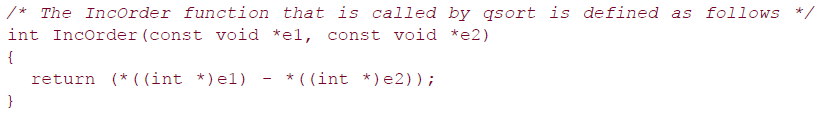 /* The IncOrder function that is called by qsort is defined as follows */
int IncOrder(const void *e1, const void *e2)
{
  return (*((int *)e1) - *((int *)e2));
}